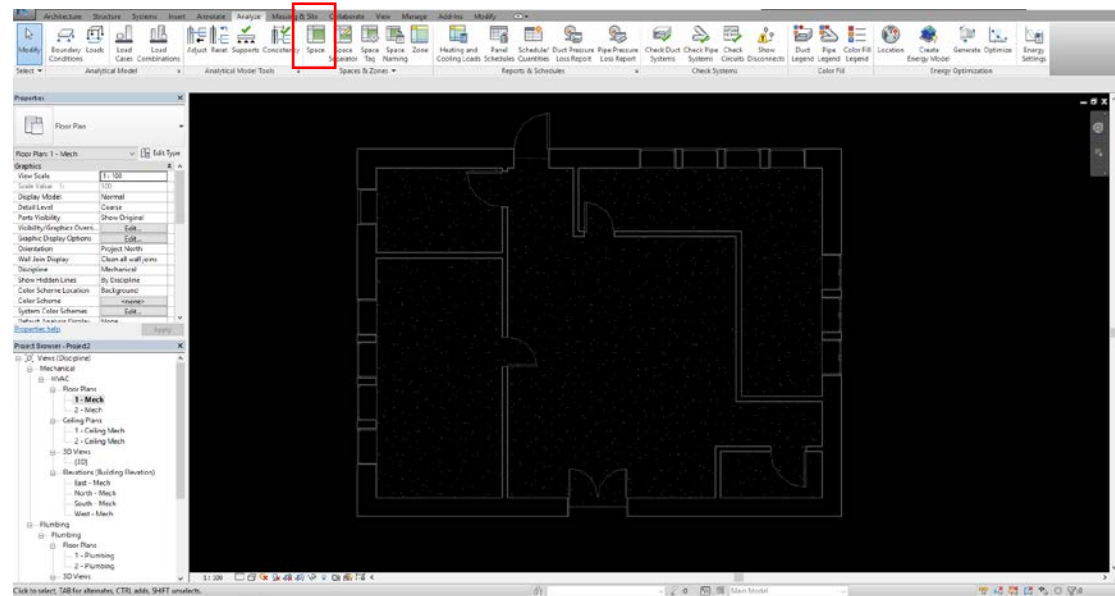 Architecture Structure Systems Insert Annotate Analyze Massing & Site Collaborate View Manage Add-Ins Modify
Modify Boundary Conditions Loads Load Cases Load Combinations Adjust Reset Supports Consistency Space Space Separator Space Tag Space Naming Zone Heating and Cooling Loads Panel Schedules Schedule/ Quantities Duct Pressure Loss Report Pipe Pressure Loss Report Check Duct Systems Check Pipe Systems Check Circuits Show Disconnects Duct Legend Pipe Legend Color Fill Legend Location Create Energy Model Generate Optimize Energy Settings
Select Analytical Model Analytical Model Tools Spaces & Zones Reports & Schedules Check Systems Color Fill Energy Optimization
Properties
Floor Plan
Floor Plan: 1 - Mech Edit Type
Graphics
View Scale 1 : 100
Scale Value 1: 100
Display Model Normal
Detail Level Coarse
Parts Visibility Show Original
Visibility/Graphics Overri... Edit...
Graphic Display Options Edit...
Orientation Project North
Wall Join Display Clean all wall joins
Discipline Mechanical
Show Hidden Lines By Discipline
Color Scheme Location Background
Color Scheme <none>
System Color Schemes Edit...
Default Analysis Display None
Properties help Apply
Project Browser - Project2
Views (Discipline)
Mechanical
HVAC
Floor Plans
1 - Mech
2 - Mech
Ceiling Plans
1 - Ceiling Mech
2 - Ceiling Mech
3D Views
{3D}
Elevations (Building Elevation)
East - Mech
North - Mech
South - Mech
West - Mech
Plumbing
Plumbing
Floor Plans
1 - Plumbing
2 - Plumbing
3D Views
1 : 100
Click to select, TAB for alternates, CTRL adds, SHIFT unselects. :0 Main Model :0